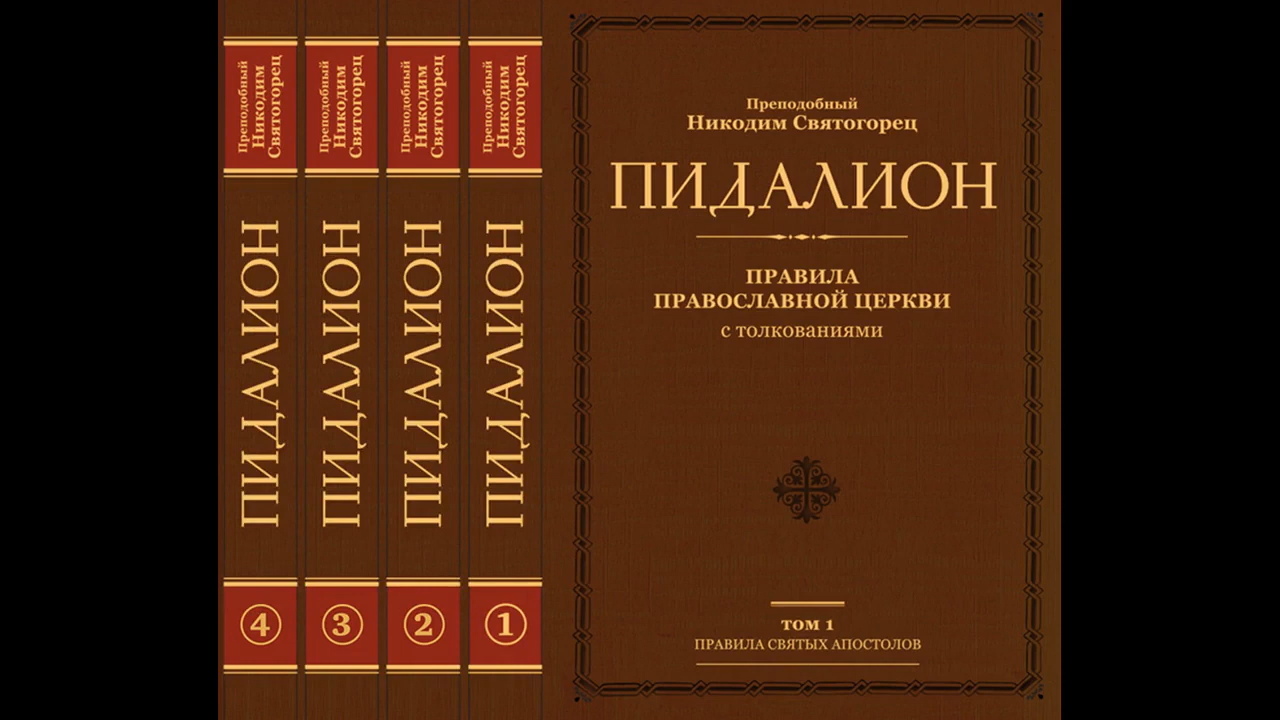 Преподобный
Никодим
Святогорец
ПИДАЛИОН
4
Преподобный
Никодим
Святогорец
ПИДАЛИОН
3
Преподобный
Никодим
Святогорец
ПИДАЛИОН
2
Преподобный
Никодим
Святогорец
ПИДАЛИОН
1
Преподобный
Никодим Святогорец
ПИДАЛИОН
ПРАВИЛА
ПРАВОСЛАВНОЙ ЦЕРКВИ
с толкованиями
ТОМ 1
ПРАВИЛА СВЯТЫХ АПОСТОЛОВ